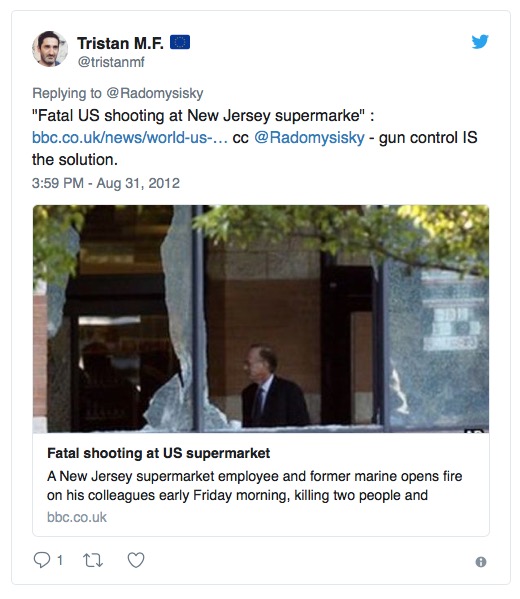 Tristan M.F.
@tristanmf
Replying to @Radomysisky
"Fatal US shooting at New Jersey supermarke" :
bbc.co.uk/news/world-us-… cc @Radomysisky - gun control IS
the solution.
3:59 PM - Aug 31, 2012
Fatal shooting at US supermarket
A New Jersey supermarket employee and former marine opens fire
on his colleagues early Friday morning, killing two people and
bbc.co.uk
1